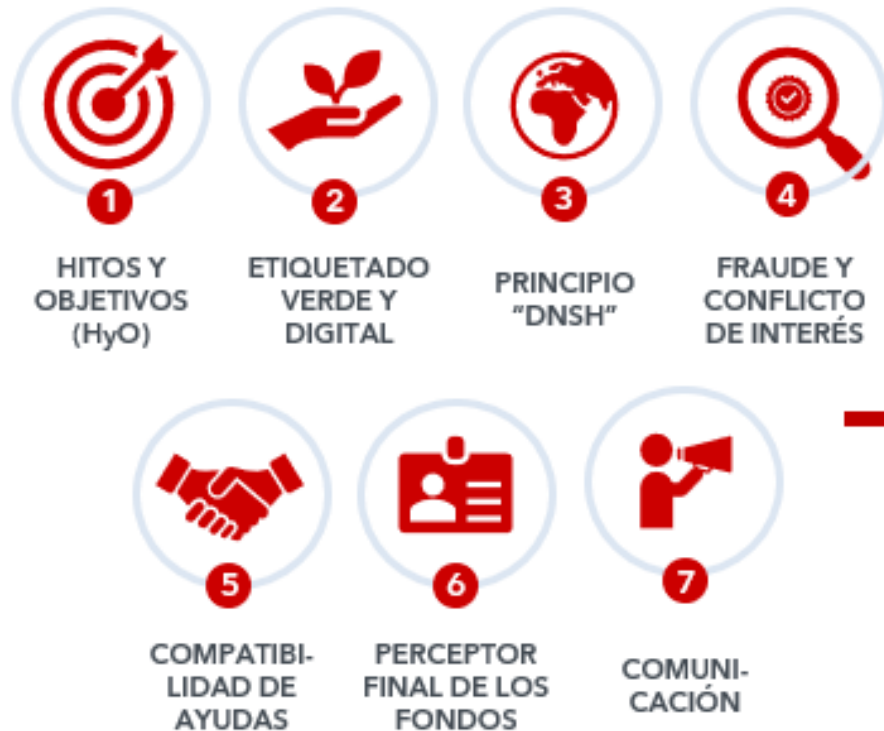 1
HITOS Y
OBJETIVOS
(HyO)
2
ETIQUETADO
VERDE Y
DIGITAL
3
PRINCIPIO
"DNSH"
4
FRAUDE Y
CONFLICTO
DE INTERÉS
5
COMPATIBI-
LIDAD DE
AYUDAS
6
PERCEPTOR
FINAL DE LOS
FONDOS
7
COMUNI-
CACIÓN